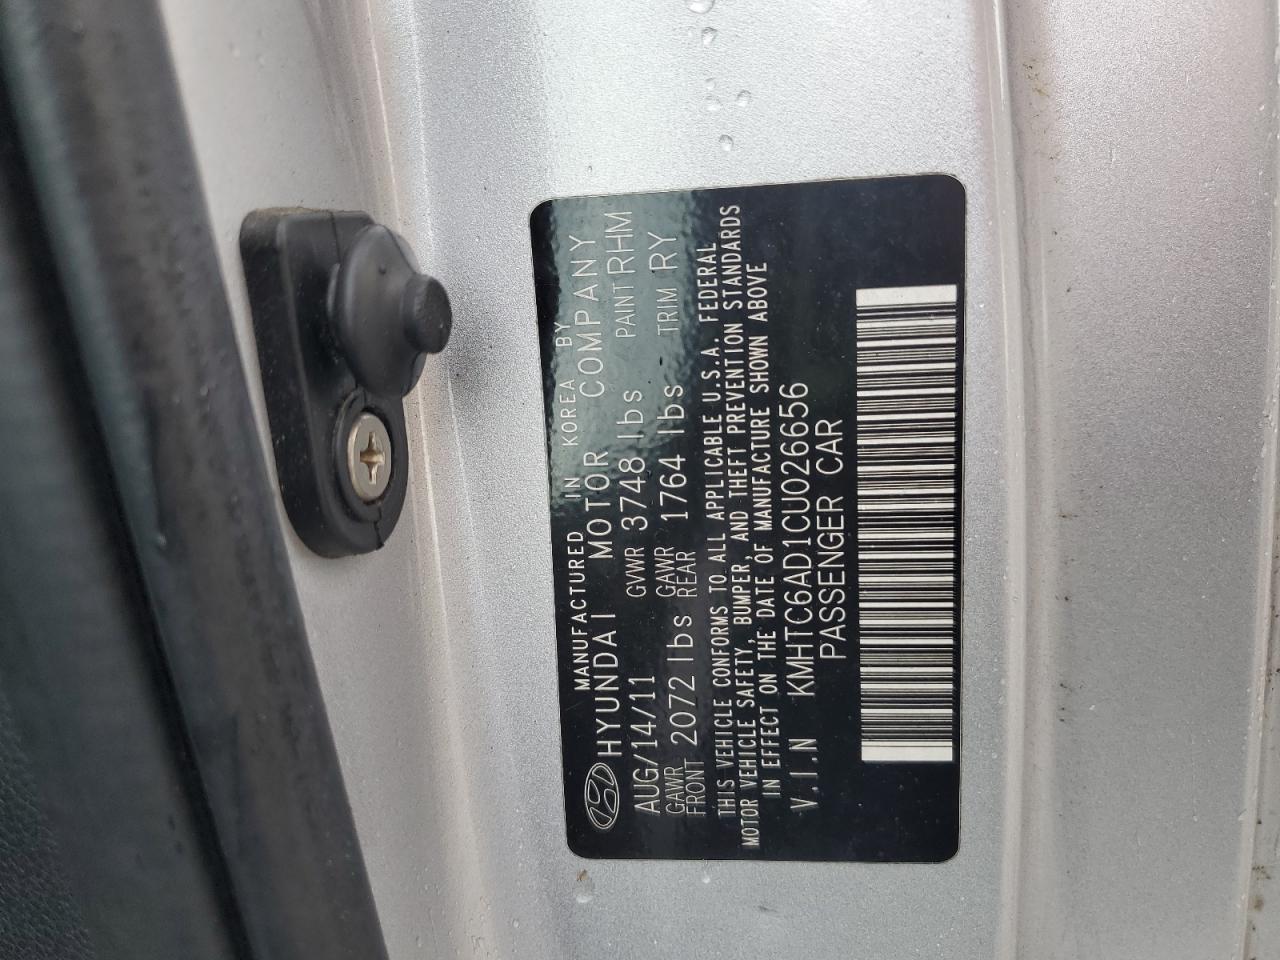 MANUFACTURED IN KOREA BY
HYUNDAI MOTOR COMPANY
AUG/14/11 GVWR 3748 lbs PAINT RHM
GAWR FRONT 2072 lbs GAWR REAR 1764 lbs TRIM RY
THIS VEHICLE CONFORMS TO ALL APPLICABLE U.S.A. FEDERAL
MOTOR VEHICLE SAFETY, BUMPER, AND THEFT PREVENTION STANDARDS
IN EFFECT ON THE DATE OF MANUFACTURE SHOWN ABOVE
V.I.N KMHTC6AD1CU026656
PASSENGER CAR